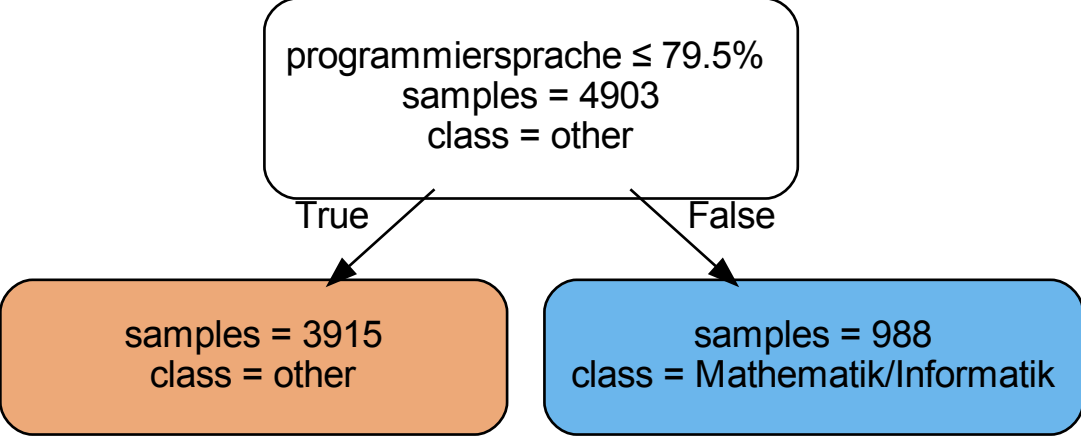 programmiersprache ≤ 79.5%
samples = 4903
class = other
True
False
samples = 3915
class = other
samples = 988
class = Mathematik/Informatik